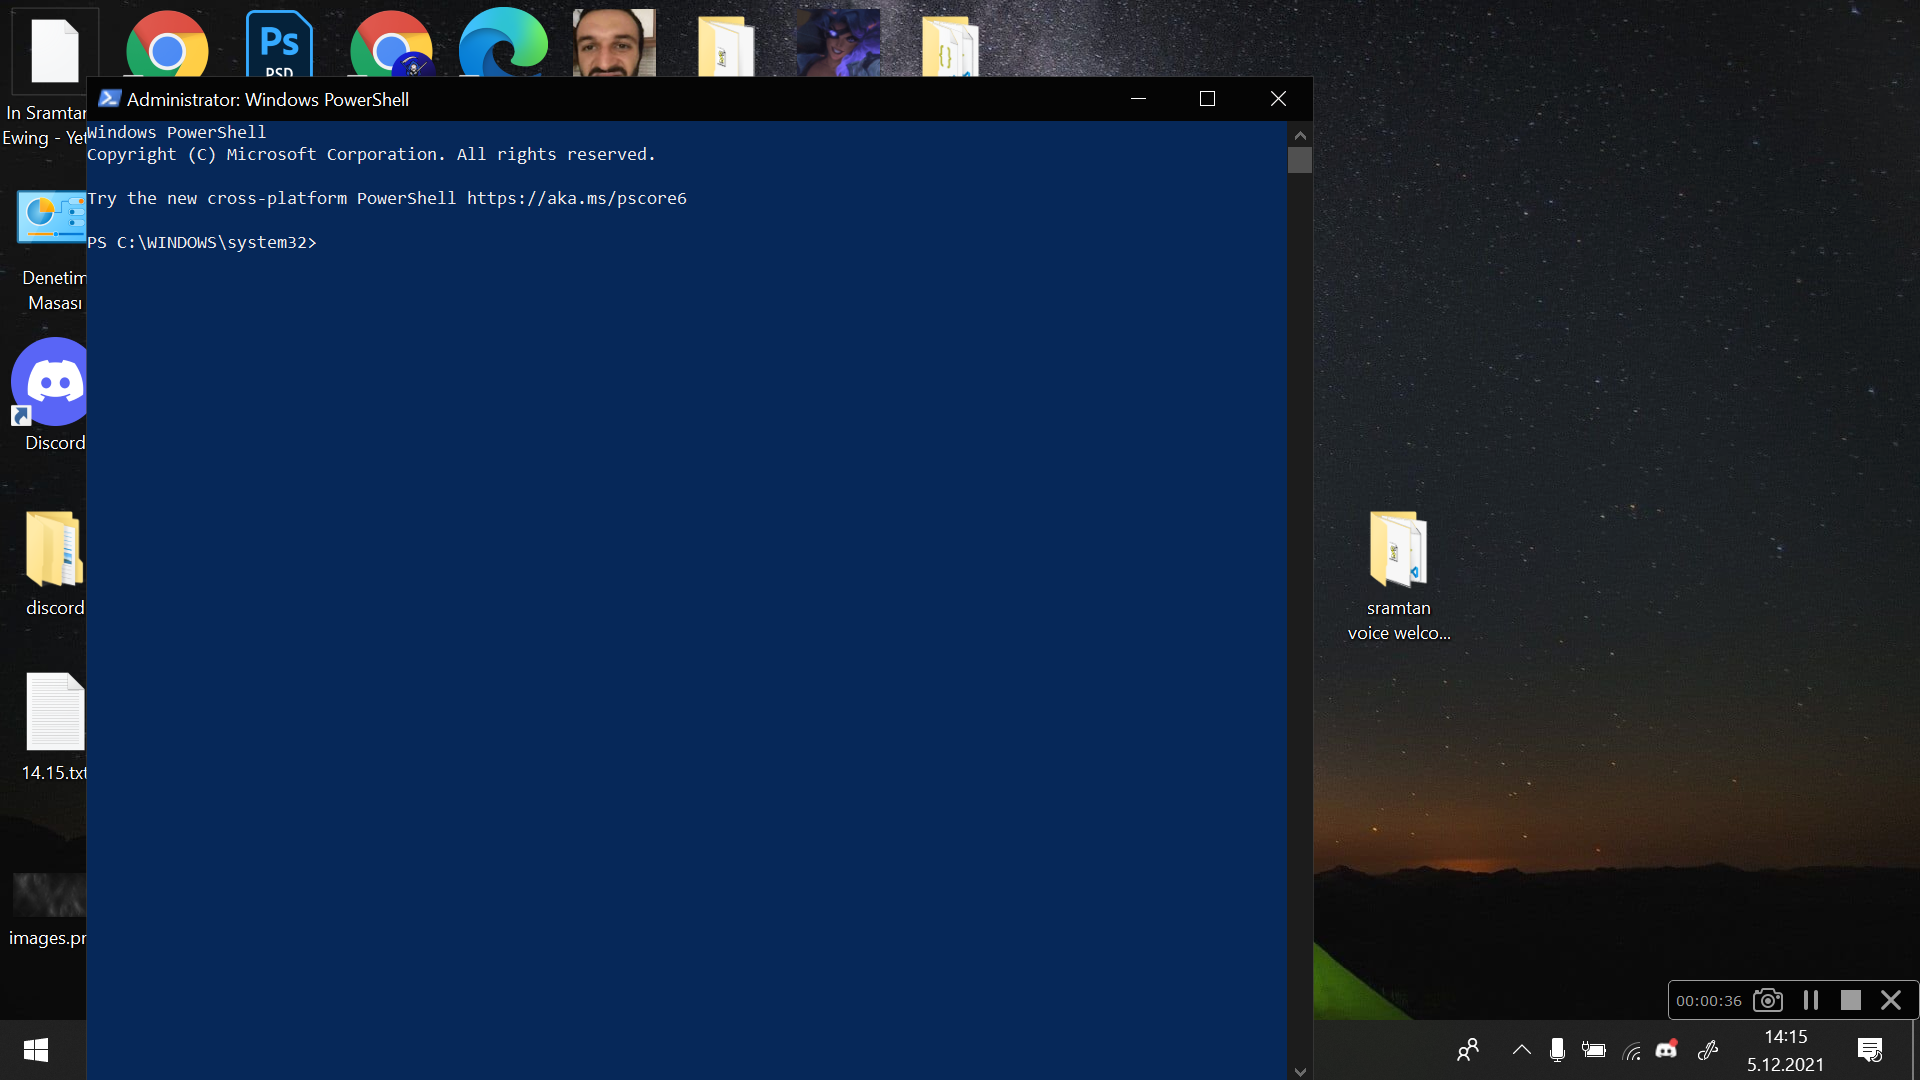 Ps
PSD
In Sramtan
Ewing - Yet
Administrator: Windows PowerShell
Windows PowerShell
Copyright (C) Microsoft Corporation. All rights reserved.
Try the new cross-platform PowerShell https://aka.ms/pscore6
PS C:\WINDOWS\system32>
Denetim
Masası
Discord
discord
14.15.txt
images.pn
sramtan
voice welco...
00:00:36
14:15
5.12.2021